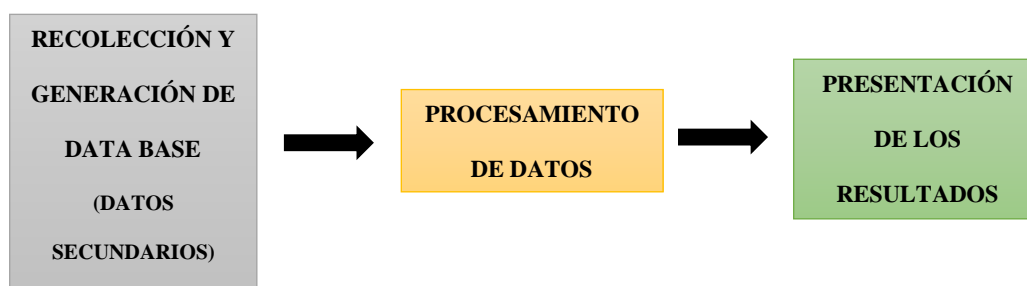 RECOLECCIÓN Y
GENERACIÓN DE
DATA BASE
(DATOS
SECUNDARIOS)
PROCESAMIENTO
DE DATOS
PRESENTACIÓN
DE LOS
RESULTADOS